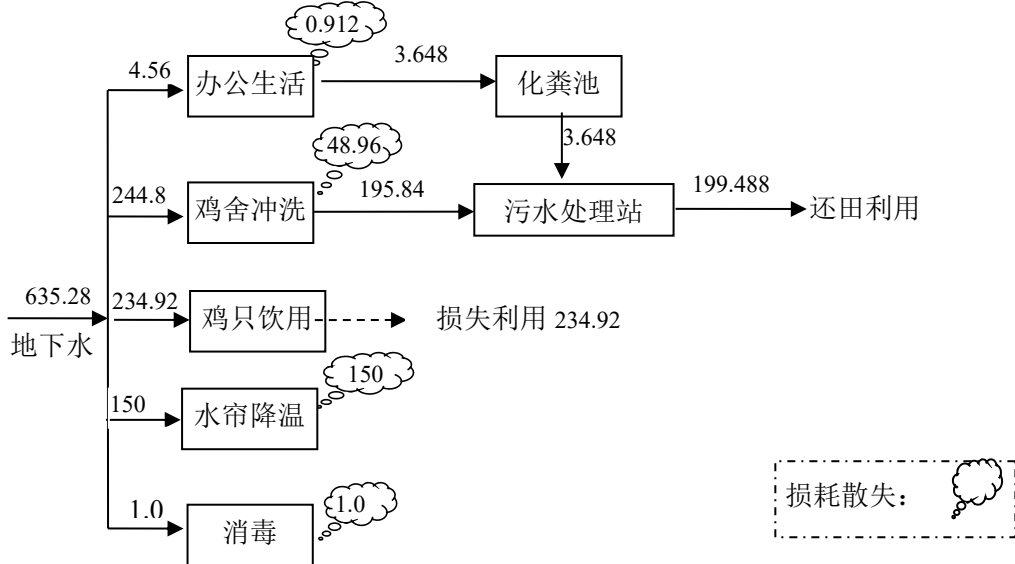 0.912
4.56
办公生活
3.648
化粪池
3.648
48.96
244.8
鸡舍冲洗
195.84
污水处理站
199.488
还田利用
635.28
地下水
234.92
鸡只饮用
损失利用 234.92
150
150
水帘降温
1.0
1.0
消毒
损耗散失：